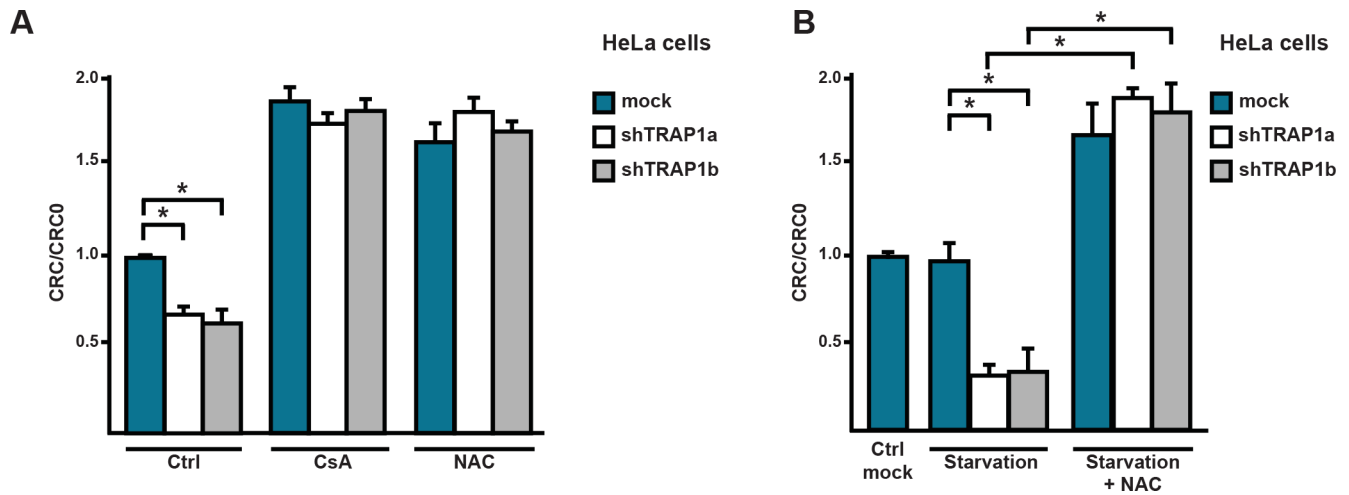 A
HeLa cells
mock
shTRAP1a
shTRAP1b
CRC/CRC0
2.0
1.5
1.0
0.5
*
*
Ctrl
CsA
NAC
B
HeLa cells
mock
shTRAP1a
shTRAP1b
CRC/CRC0
2.0
1.5
1.0
0.5
*
*
*
*
Ctrl
mock
Starvation
Starvation
+ NAC